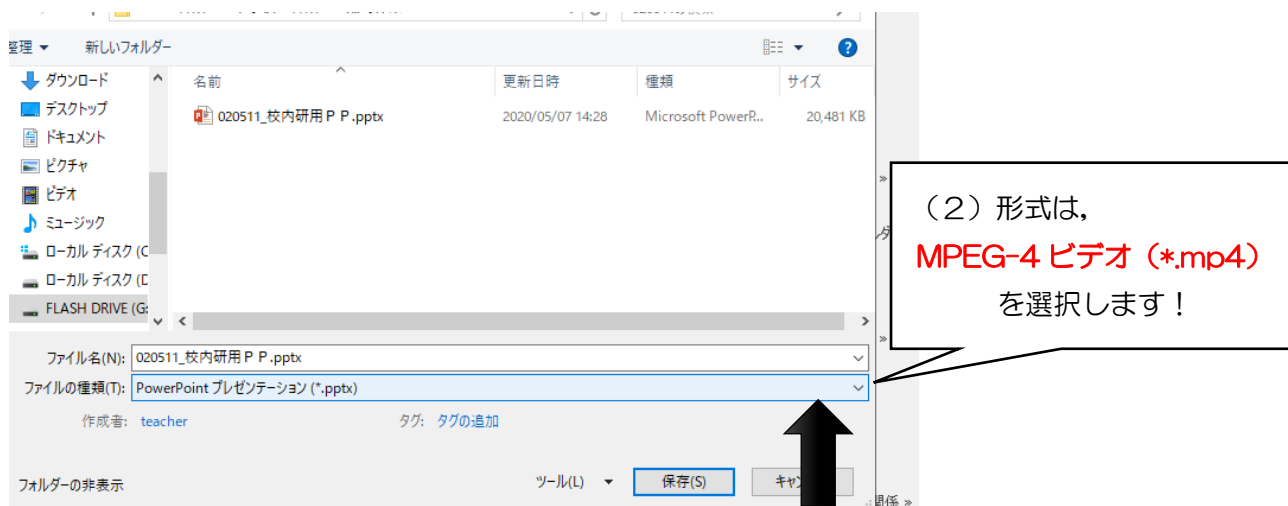 整理 ▼ 新しいフォルダー
ダウンロード
デスクトップ
ドキュメント
ピクチャ
ビデオ
ミュージック
ローカル ディスク (C
ローカル ディスク (D
FLASH DRIVE (G:
名前 更新日時 種類 サイズ
020511_校内研用ＰＰ.pptx 2020/05/07 14:28 Microsoft PowerP... 20,481 KB
（２）形式は，
MPEG-4 ビデオ（*.mp4）
を選択します！
ファイル名(N): 020511_校内研用ＰＰ.pptx
ファイルの種類(T): PowerPoint プレゼンテーション (*.pptx)
作成者: teacher タグ: タグの追加
フォルダーの非表示 ツール(L) ▼ 保存(S) キャン
関係 »